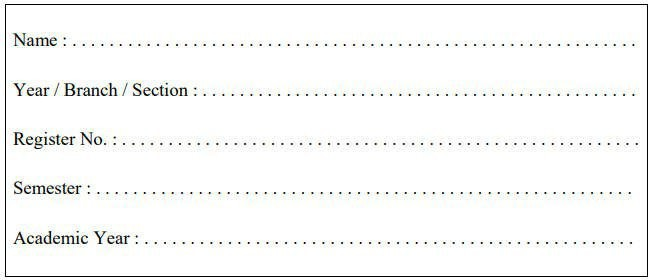 Name : . . . . . . . . . . . . . . . . . . . . . . . . . . . . . . . . . . . . . . . . . . . . . . . . . . . . . . . . . . . . .
Year / Branch / Section : . . . . . . . . . . . . . . . . . . . . . . . . . . . . . . . . . . . . . . . . . . . . . . .
Register No. : . . . . . . . . . . . . . . . . . . . . . . . . . . . . . . . . . . . . . . . . . . . . . . . . . . . . . . . .
Semester : . . . . . . . . . . . . . . . . . . . . . . . . . . . . . . . . . . . . . . . . . . . . . . . . . . . . . . . . . .
Academic Year : . . . . . . . . . . . . . . . . . . . . . . . . . . . . . . . . . . . . . . . . . . . . . . . . . . . . .